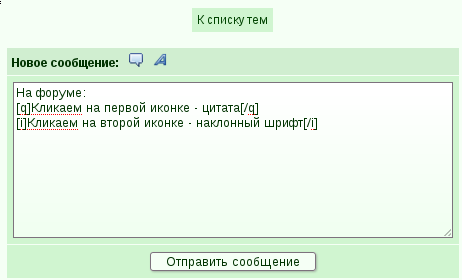 К списку тем
Новое сообщение:
На форуме:
[q]Кликаем на первой иконке - цитата[/q]
[i]Кликаем на второй иконке - наклонный шрифт[/i]
Отправить сообщение